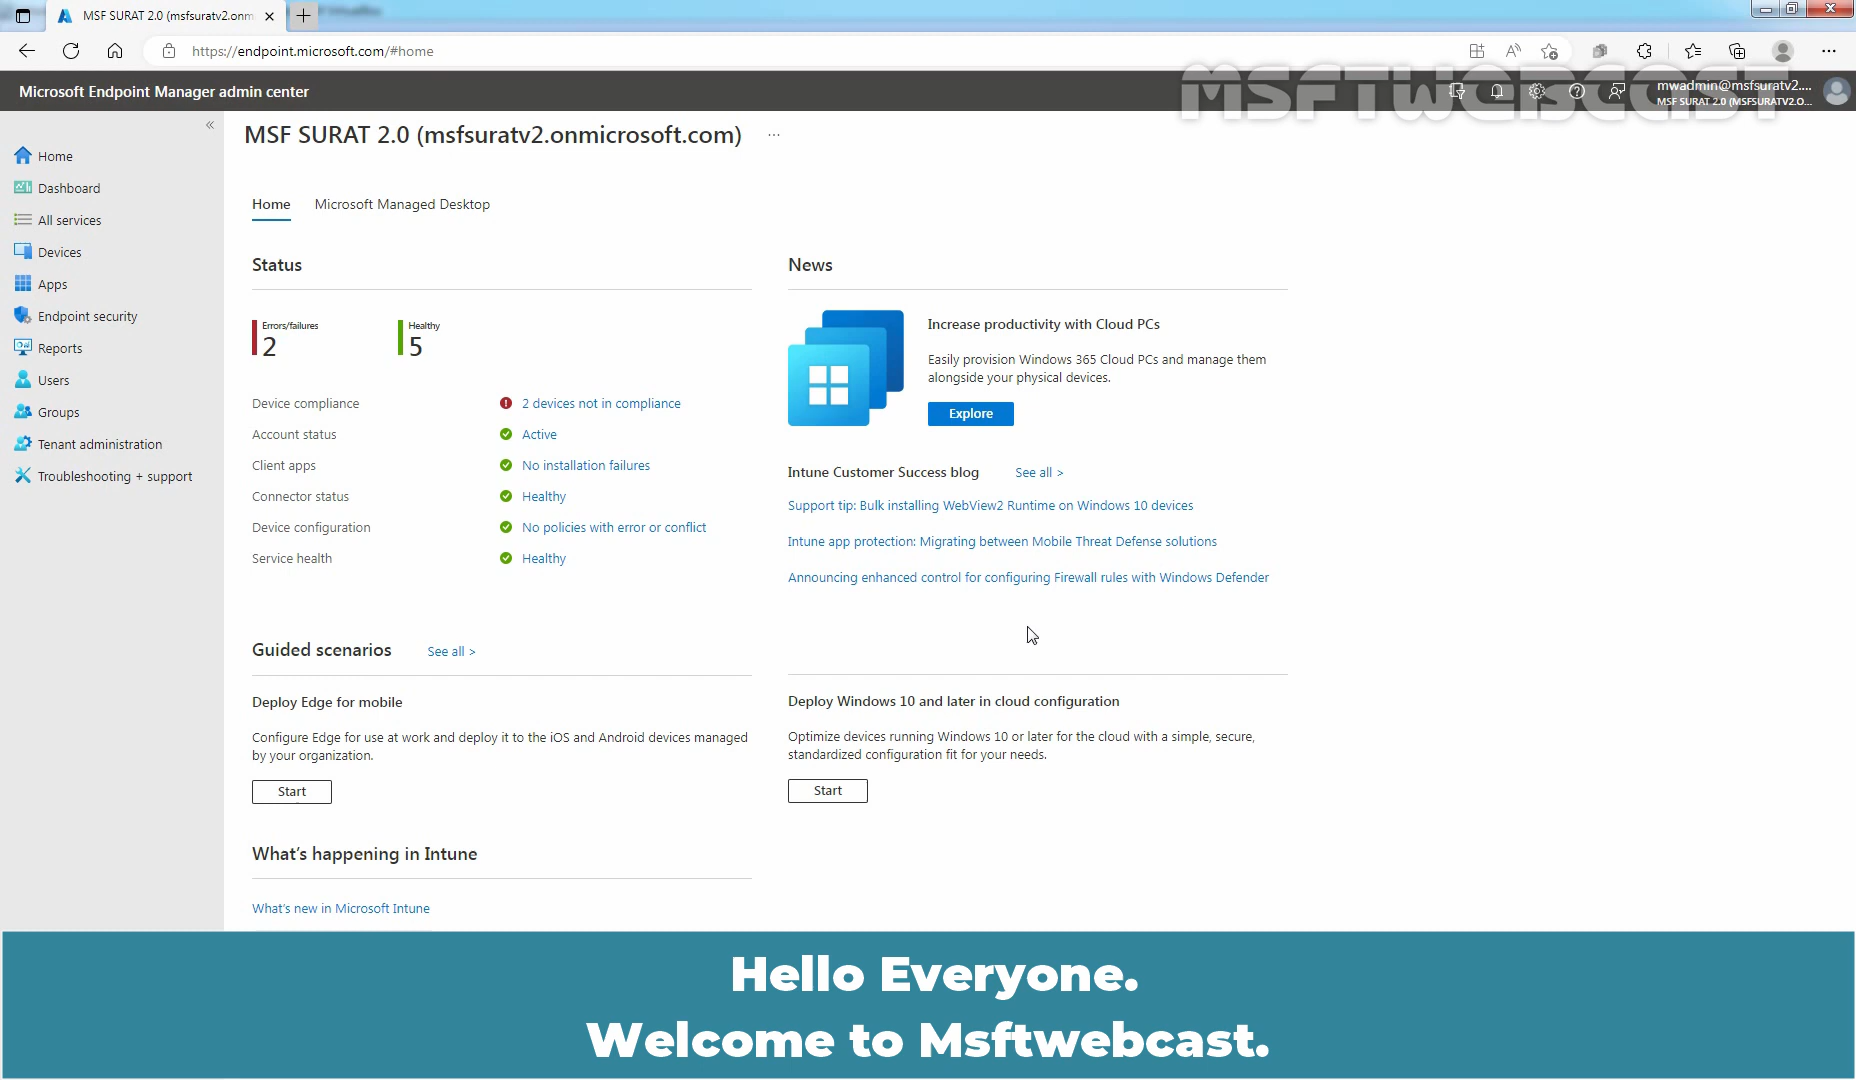 MSF SURAT 2.0 (msfsuratv2.onm
https://endpoint.microsoft.com/#home
MSFTWEBCAST
Microsoft Endpoint Manager admin center
mwadmin@msfsuratv2....
MSF SURAT 2.0 (MSFSURATV2.O...
MSF SURAT 2.0 (msfsuratv2.onmicrosoft.com) ...
Home
Dashboard
All services
Devices
Apps
Endpoint security
Reports
Users
Groups
Tenant administration
Troubleshooting + support
Home Microsoft Managed Desktop
Status
Errors/failures
2
Healthy
5
Device compliance 2 devices not in compliance
Account status Active
Client apps No installation failures
Connector status Healthy
Device configuration No policies with error or conflict
Service health Healthy
News
Increase productivity with Cloud PCs
Easily provision Windows 365 Cloud PCs and manage them
alongside your physical devices.
Explore
Intune Customer Success blog See all >
Support tip: Bulk installing WebView2 Runtime on Windows 10 devices
Intune app protection: Migrating between Mobile Threat Defense solutions
Announcing enhanced control for configuring Firewall rules with Windows Defender
Guided scenarios See all >
Deploy Edge for mobile
Configure Edge for use at work and deploy it to the iOS and Android devices managed
by your organization.
Start
Deploy Windows 10 and later in cloud configuration
Optimize devices running Windows 10 or later for the cloud with a simple, secure,
standardized configuration fit for your needs.
Start
What's happening in Intune
What's new in Microsoft Intune
Hello Everyone.
Welcome to Msftwebcast.